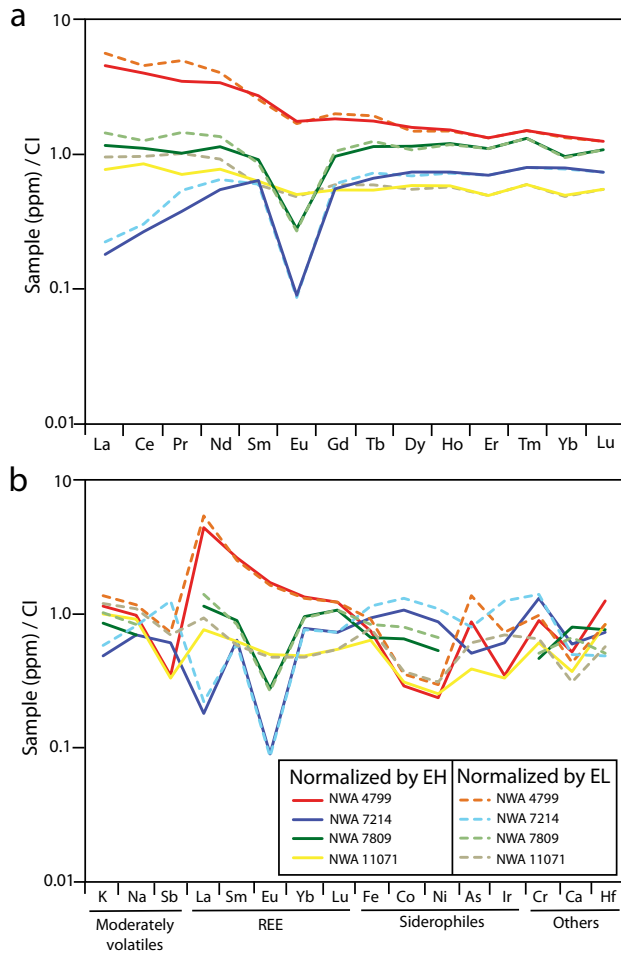 a
10
1.0
0.1
0.01
Sample (ppm) / CI
La Ce Pr Nd Sm Eu Gd Tb Dy Ho Er Tm Yb Lu
b
10
1.0
0.1
0.01
Sample (ppm) / CI
Normalized by EH
NWA 4799
NWA 7214
NWA 7809
NWA 11071
Normalized by EL
NWA 4799
NWA 7214
NWA 7809
NWA 11071
K Na Sb La Sm Eu Yb Lu Fe Co Ni As Ir Cr Ca Hf
Moderately
volatiles
REE
Siderophiles
Others